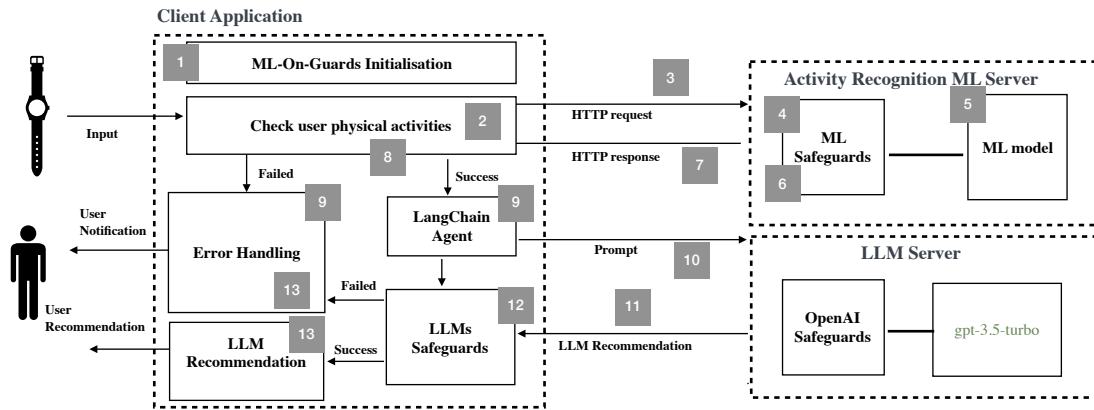 Client Application
1
ML-On-Guards Initialisation
3
Activity Recognition ML Server
Input
Check user physical activities
2
HTTP request
4
ML
Safeguards
5
ML model
8
HTTP response
7
6
Failed
Success
User
Notification
9
Error Handling
13
LangChain
Agent
9
Prompt
10
LLM Server
User
Recommendation
Failed
LLMs
Safeguards
12
11
LLM Recommendation
OpenAI
Safeguards
gpt-3.5-turbo
LLM
Recommendation
13
Success